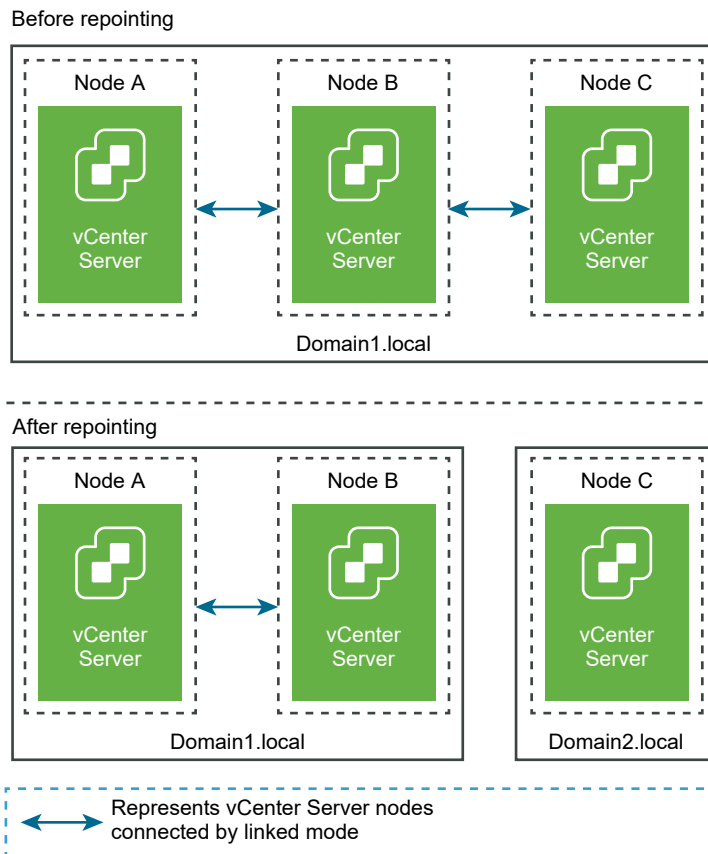 Before repointing
Node A
Node B
Node C
vCenter
Server
vCenter
Server
vCenter
Server
Domain1.local
After repointing
Node A
Node B
Node C
vCenter
Server
vCenter
Server
vCenter
Server
Domain1.local
Domain2.local
Represents vCenter Server nodes
connected by linked mode